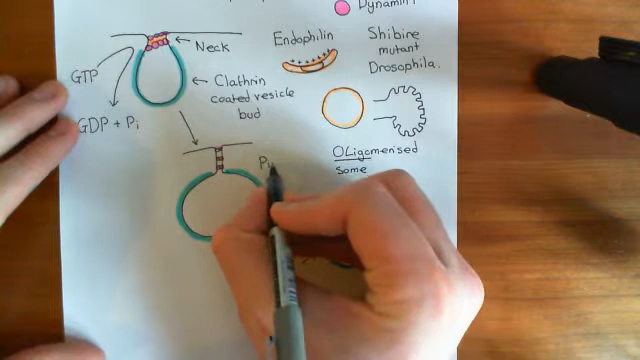 Dynamin
Neck
GTP
GDP + Pi
Clathrin
coated vesicle
bud
Endophilin
Shibire
mutant
Drosophila.
OLigomerised
some
Pi